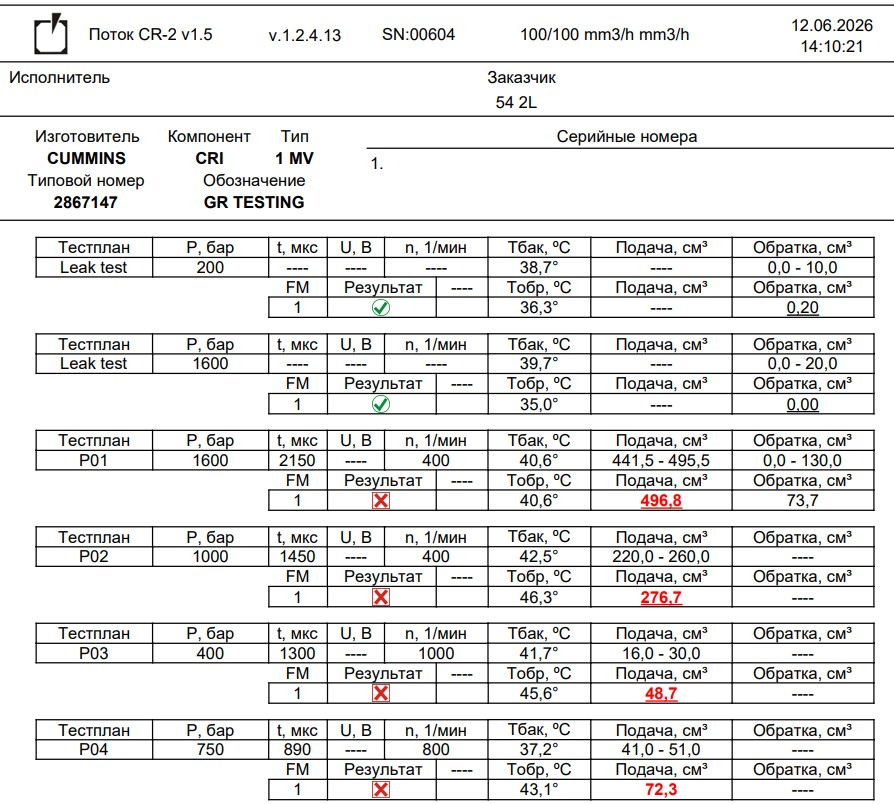 Поток CR-2 v1.5 v.1.2.4.13 SN:00604 100/100 mm3/h mm3/h 12.06.2026
14:10:21
Исполнитель Заказчик
54 2L
Изготовитель Компонент Тип Серийные номера
CUMMINS CRI 1 MV 1.
Типовой номер Обозначение
2867147 GR TESTING
Тестплан P, бар t, мкс U, В n, 1/мин Тбак, ºC Подача, см³ Обратка, см³
Leak test 200 ---- ---- ---- 38,7° ---- 0,0 - 10,0
FM Результат ---- Тобр, ºC Подача, см³ Обратка, см³
1 36,3° ---- 0,20
Тестплан P, бар t, мкс U, В n, 1/мин Тбак, ºC Подача, см³ Обратка, см³
Leak test 1600 ---- ---- ---- 39,7° ---- 0,0 - 20,0
FM Результат ---- Тобр, ºC Подача, см³ Обратка, см³
1 35,0° ---- 0,00
Тестплан P, бар t, мкс U, В n, 1/мин Тбак, ºC Подача, см³ Обратка, см³
P01 1600 2150 ---- 400 40,6° 441,5 - 495,5 0,0 - 130,0
FM Результат ---- Тобр, ºC Подача, см³ Обратка, см³
1 40,6° 496,8 73,7
Тестплан P, бар t, мкс U, В n, 1/мин Тбак, ºC Подача, см³ Обратка, см³
P02 1000 1450 ---- 400 42,5° 220,0 - 260,0 ----
FM Результат ---- Тобр, ºC Подача, см³ Обратка, см³
1 46,3° 276,7 ----
Тестплан P, бар t, мкс U, В n, 1/мин Тбак, ºC Подача, см³ Обратка, см³
P03 400 1300 ---- 1000 41,7° 16,0 - 30,0 ----
FM Результат ---- Тобр, ºC Подача, см³ Обратка, см³
1 45,6° 48,7 ----
Тестплан P, бар t, мкс U, В n, 1/мин Тбак, ºC Подача, см³ Обратка, см³
P04 750 890 ---- 800 37,2° 41,0 - 51,0 ----
FM Результат ---- Тобр, ºC Подача, см³ Обратка, см³
1 43,1° 72,3 ----